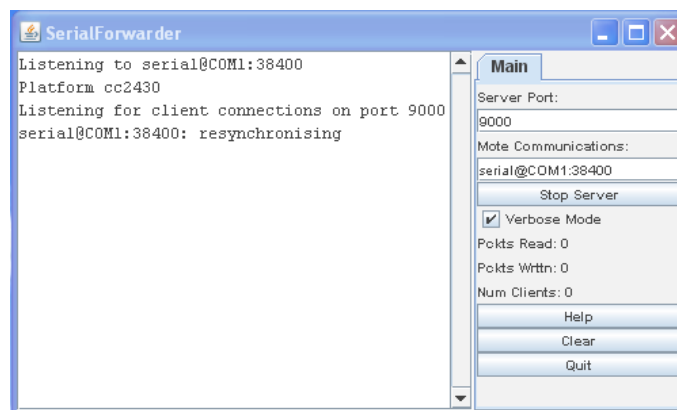 SerialForwarder
Listening to serial@COM1:38400
Platform cc2430
Listening for client connections on port 9000
serial@COM1:38400: resynchronising
Main
Server Port:
9000
Mote Communications:
serial@COM1:38400
Stop Server
Verbose Mode
Pckts Read: 0
Pckts Wrttn: 0
Num Clients: 0
Help
Clear
Quit